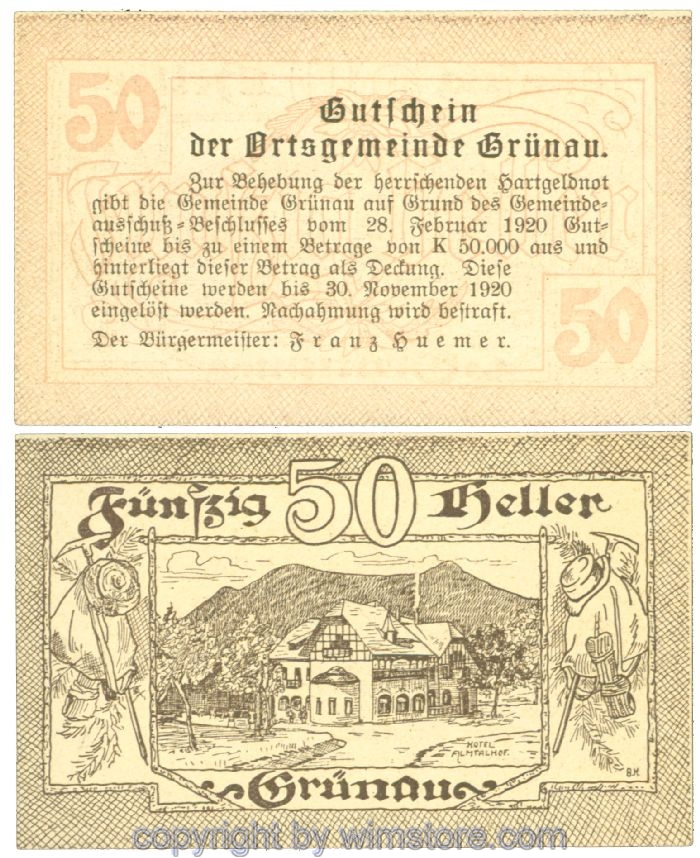 50
Gutschein
der Ortsgemeinde Grünau.
Zur Behebung der herrschenden Hartgeldnot
gibt die Gemeinde Grünau auf Grund des Gemeinde-
ausschuß-Beschlusses vom 28. Februar 1920 Gut-
scheine bis zu einem Betrage von K 50.000 aus und
hinterliegt dieser Betrag als Deckung. Diese
Gutscheine werden bis 30. November 1920
eingelöst werden. Nachahmung wird bestraft.
Der Bürgermeister: Franz Huemer.
50
Fünfzig 50 Heller
HOTEL
ALMTALHOF.
B.H.
Grünau
copyright by wimstore.com